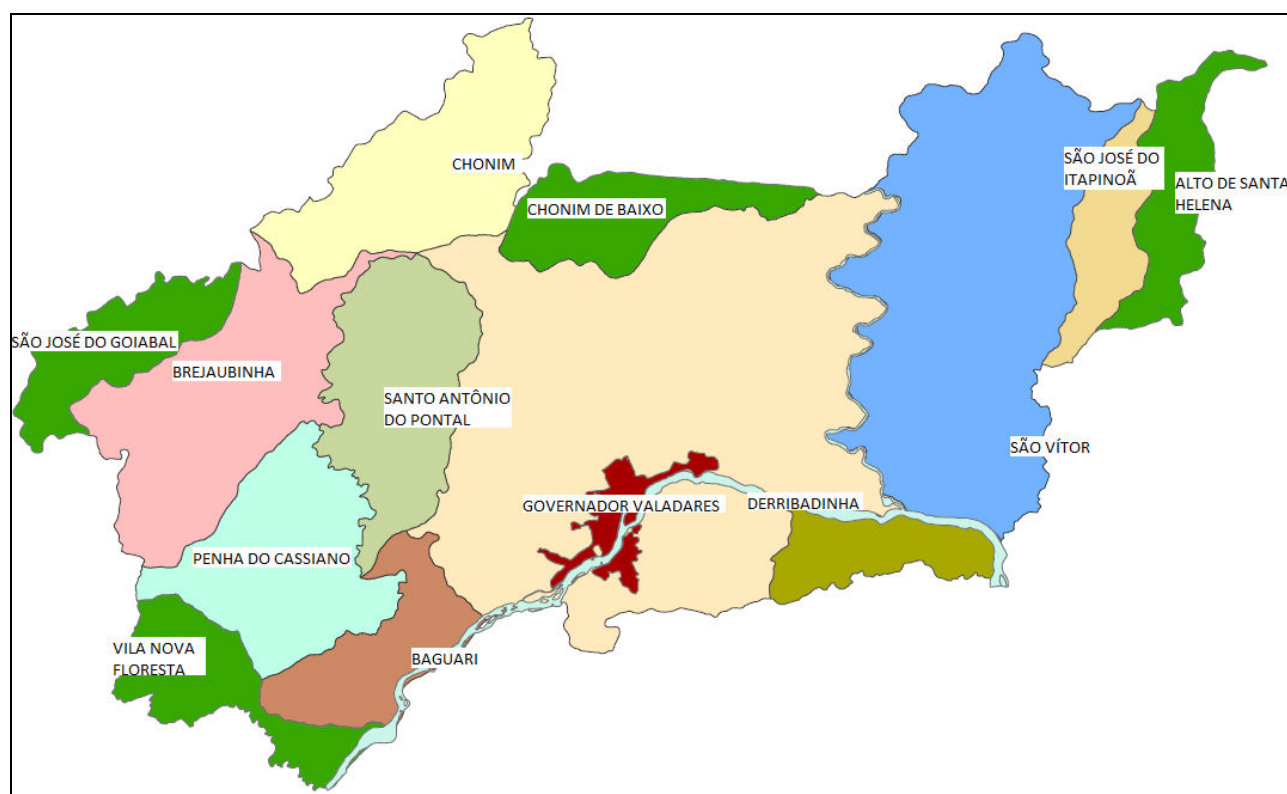 CHONIM
SÃO JOSÉ DO
ITAPINOÃ
ALTO DE SANTA
HELENA
CHONIM DE BAIXO
SÃO JOSÉ DO GOIABAL
BREJAUBINHA
SANTO ANTÔNIO
DO PONTAL
SÃO VÍTOR
GOVERNADOR VALADARES
DERRIBADINHA
PENHA DO CASSIANO
VILA NOVA
FLORESTA
BAGUARI